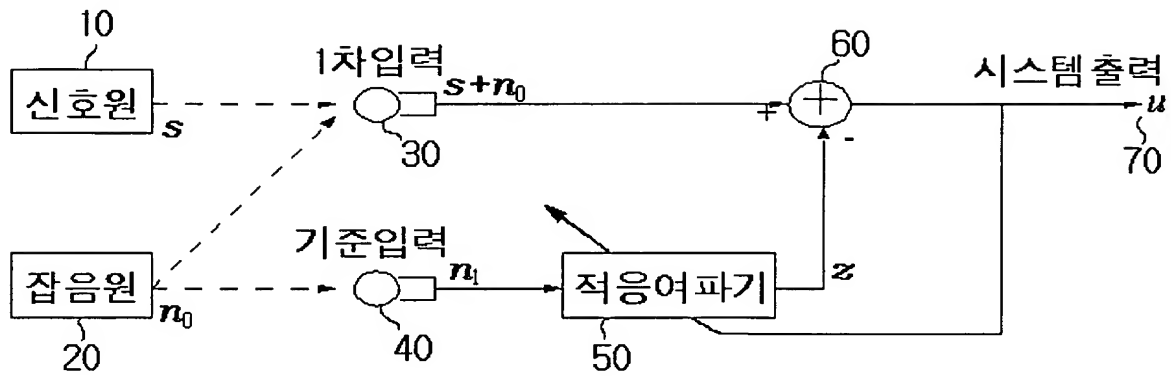 10
신호원
s
1차입력
s+n₀
30
60
+
+
-
시스템출력
u
70
잡음원
n₀
20
기준입력
n₁
40
적응여파기
50
z